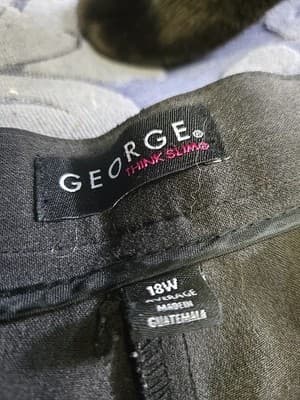 GEORGE®
THINK SLIM®
18W
AVERAGE
MADE IN
GUATEMALA